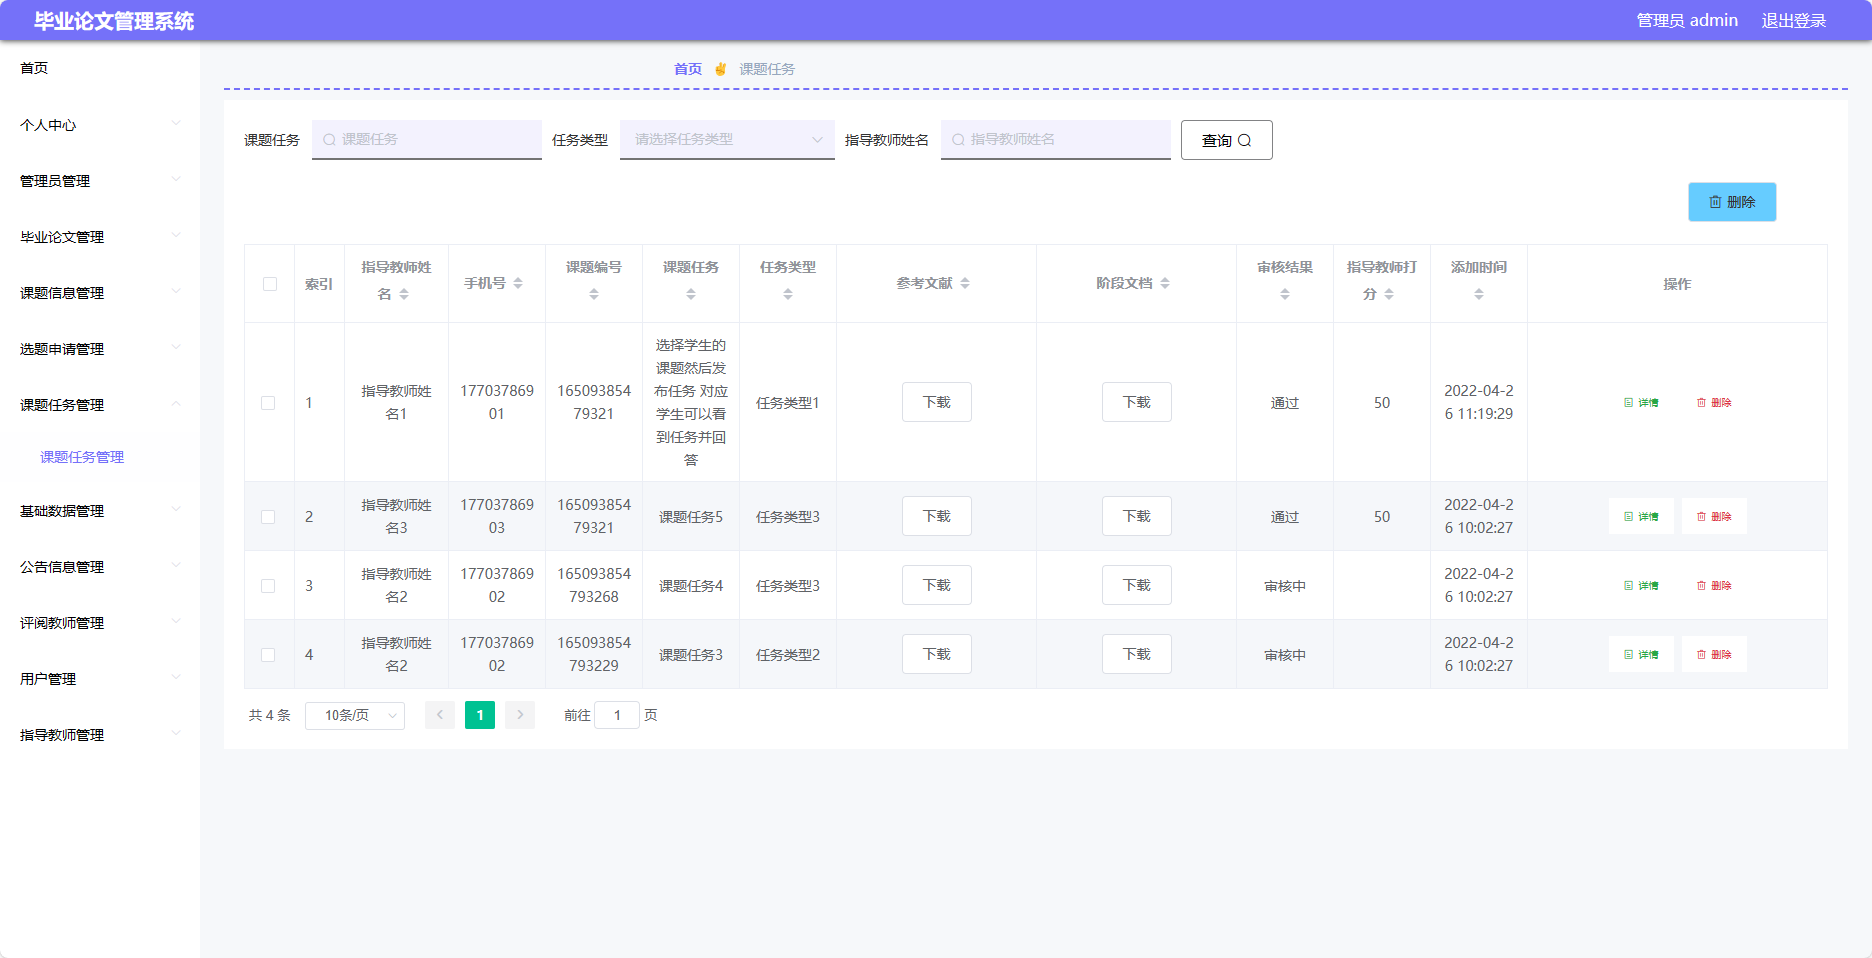 毕业论文管理系统
管理员 admin 退出登录
首页
个人中心
管理员管理
毕业论文管理
课题信息管理
选题申请管理
课题任务管理
课题任务管理
基础数据管理
公告信息管理
评阅教师管理
用户管理
指导教师管理
首页 课题任务
课题任务 课题任务 任务类型 请选择任务类型 指导教师姓名 指导教师姓名 查询
删除
索引 指导教师姓名 手机号 课题编号 课题任务 任务类型 参考文献 阶段文档 审核结果 指导教师打分 添加时间 操作
1 指导教师姓名1 17703786901 16509385479321 选择学生的课题然后发布任务 对应学生可以看到任务并回答 任务类型1 下载 下载 通过 50 2022-04-26 11:19:29 详情 删除
2 指导教师姓名3 17703786903 16509385479321 课题任务5 任务类型3 下载 下载 通过 50 2022-04-26 10:02:27 详情 删除
3 指导教师姓名2 17703786902 165093854793268 课题任务4 任务类型3 下载 下载 审核中 2022-04-26 10:02:27 详情 删除
4 指导教师姓名2 17703786902 165093854793229 课题任务3 任务类型2 下载 下载 审核中 2022-04-26 10:02:27 详情 删除
共 4 条 10条/页 1 前往 1 页